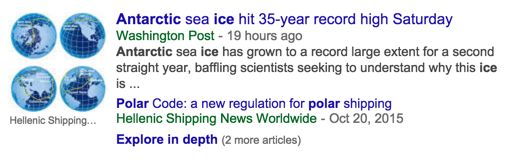 Antarctic sea ice hit 35-year record high Saturday
Washington Post - 19 hours ago
Antarctic sea ice has grown to a record large extent for a second
straight year, baffling scientists seeking to understand why this ice
is ...
Polar Code: a new regulation for polar shipping
Hellenic Shipping News Worldwide - Oct 20, 2015
Explore in depth (2 more articles)
Hellenic Shipping...